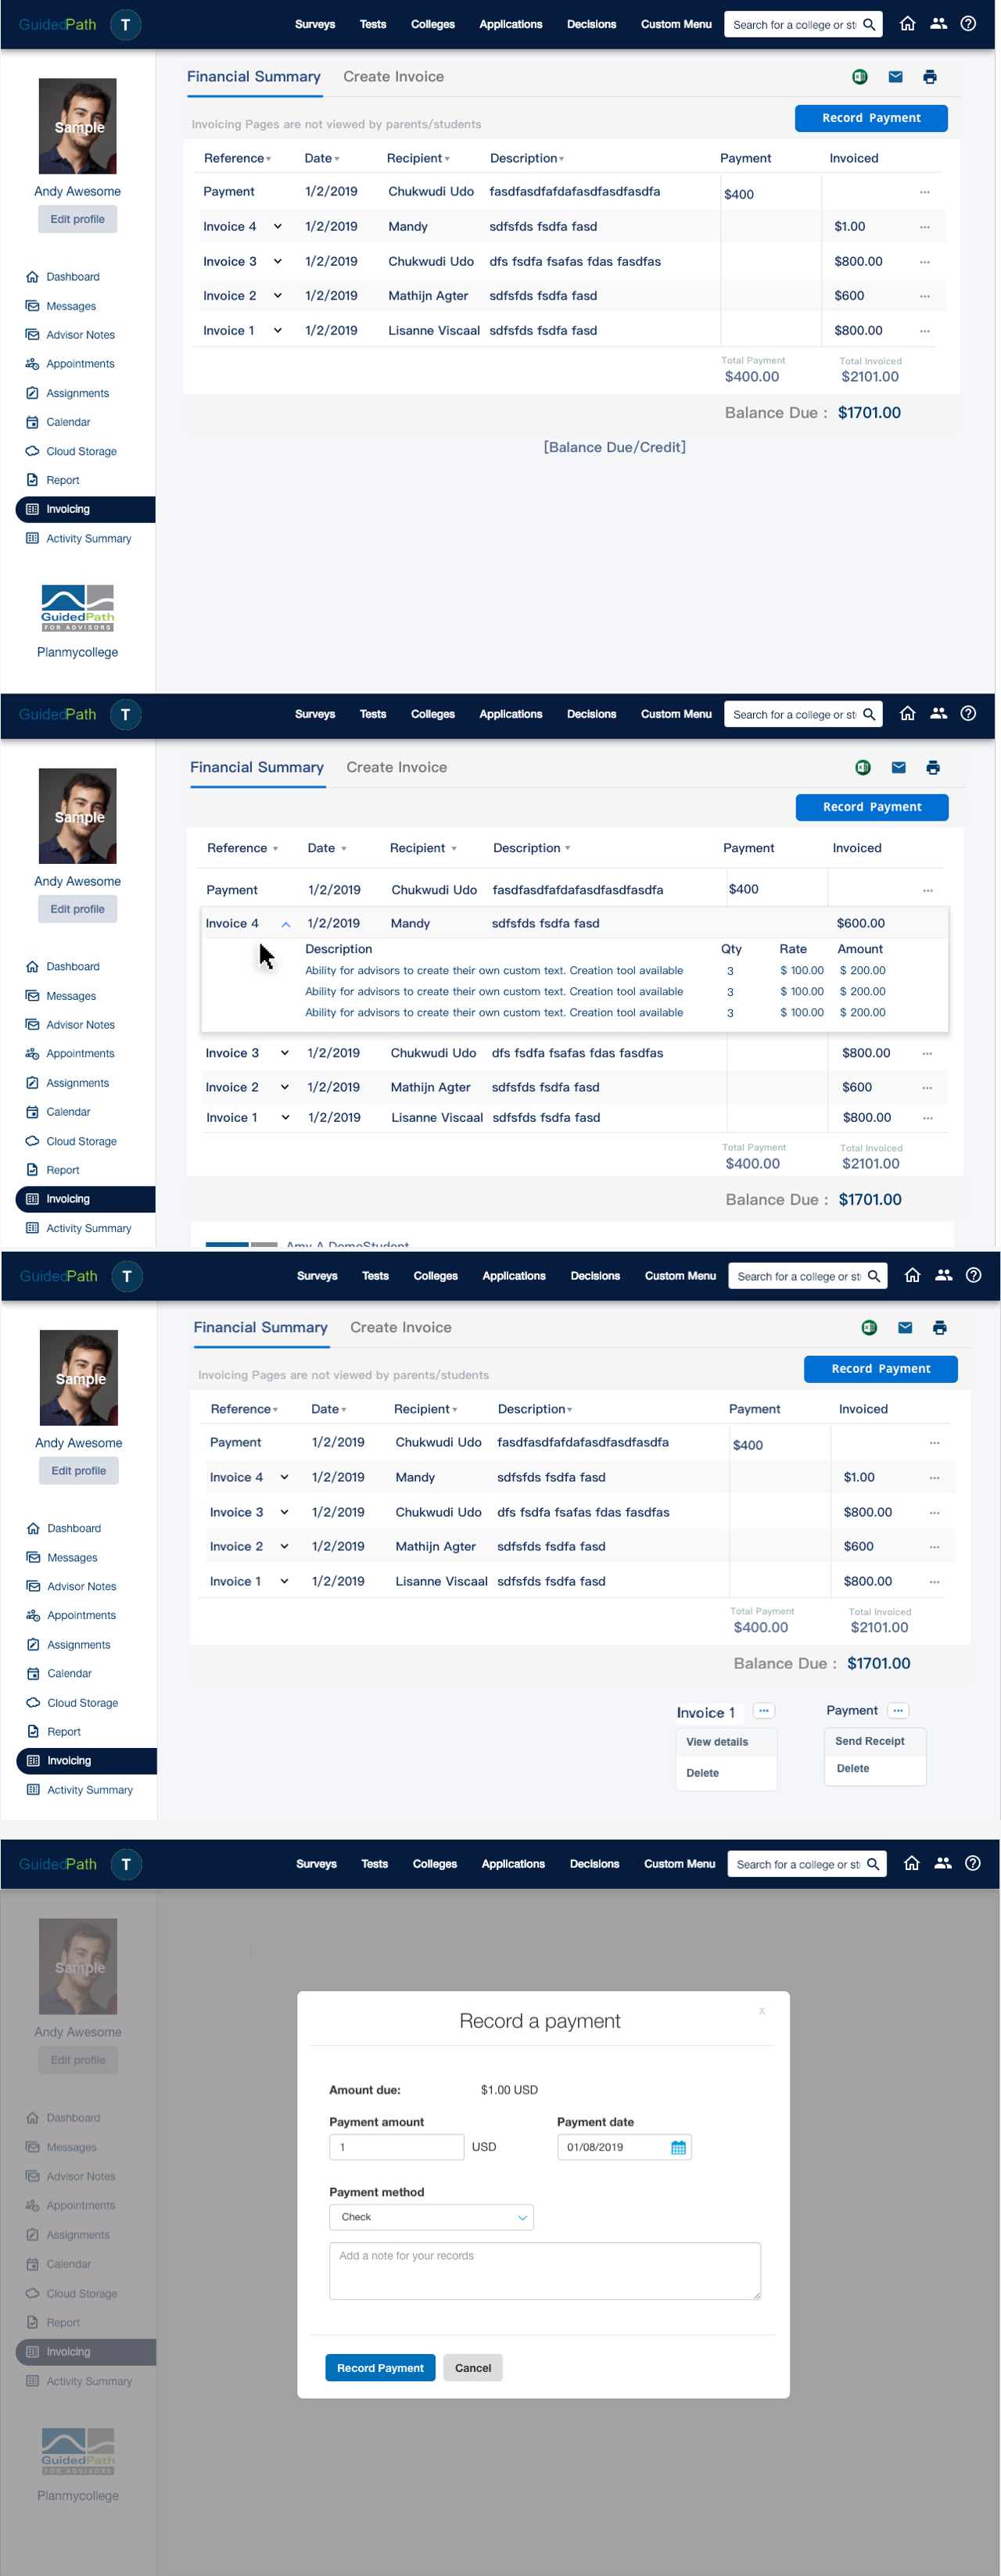 GuidedPath T Surveys Tests Colleges Applications Decisions Custom Menu Search for a college or st
Financial Summary Create Invoice
Sample
Andy Awesome
Edit profile
Dashboard
Messages
Advisor Notes
Appointments
Assignments
Calendar
Cloud Storage
Report
Invoicing
Activity Summary
GuidedPath
FOR ADVISORS
Planmycollege
Invoicing Pages are not viewed by parents/students
Record Payment
Reference Date Recipient Description Payment Invoiced
Payment 1/2/2019 Chukwudi Udo fasdfasdfafdafasdfasdfasdfa $400 ...
Invoice 4 1/2/2019 Mandy sdfsfds fsdfa fasd $1.00 ...
Invoice 3 1/2/2019 Chukwudi Udo dfs fsdfa fsafas fdas fasdfas $800.00 ...
Invoice 2 1/2/2019 Mathijn Agter sdfsfds fsdfa fasd $600 ...
Invoice 1 1/2/2019 Lisanne Viscaal sdfsfds fsdfa fasd $800.00 ...
Total Payment Total Invoiced
$400.00 $2101.00
Balance Due : $1701.00
[Balance Due/Credit]
GuidedPath T Surveys Tests Colleges Applications Decisions Custom Menu Search for a college or st
Financial Summary Create Invoice
Sample
Andy Awesome
Edit profile
Dashboard
Messages
Advisor Notes
Appointments
Assignments
Calendar
Cloud Storage
Report
Invoicing
Activity Summary
Record Payment
Reference Date Recipient Description Payment Invoiced
Payment 1/2/2019 Chukwudi Udo fasdfasdfafdafasdfasdfasdfa $400 ...
Invoice 4 1/2/2019 Mandy sdfsfds fsdfa fasd $600.00
Description Qty Rate Amount
Ability for advisors to create their own custom text. Creation tool available 3 $ 100.00 $ 200.00
Ability for advisors to create their own custom text. Creation tool available 3 $ 100.00 $ 200.00
Ability for advisors to create their own custom text. Creation tool available 3 $ 100.00 $ 200.00
Invoice 3 1/2/2019 Chukwudi Udo dfs fsdfa fsafas fdas fasdfas $800.00 ...
Invoice 2 1/2/2019 Mathijn Agter sdfsfds fsdfa fasd $600 ...
Invoice 1 1/2/2019 Lisanne Viscaal sdfsfds fsdfa fasd $800.00 ...
Total Payment Total Invoiced
$400.00 $2101.00
Balance Due : $1701.00
Amy A DemoStudent
GuidedPath T Surveys Tests Colleges Applications Decisions Custom Menu Search for a college or st
Financial Summary Create Invoice
Sample
Andy Awesome
Edit profile
Dashboard
Messages
Advisor Notes
Appointments
Assignments
Calendar
Cloud Storage
Report
Invoicing
Activity Summary
Invoicing Pages are not viewed by parents/students
Record Payment
Reference Date Recipient Description Payment Invoiced
Payment 1/2/2019 Chukwudi Udo fasdfasdfafdafasdfasdfasdfa $400 ...
Invoice 4 1/2/2019 Mandy sdfsfds fsdfa fasd $1.00 ...
Invoice 3 1/2/2019 Chukwudi Udo dfs fsdfa fsafas fdas fasdfas $800.00 ...
Invoice 2 1/2/2019 Mathijn Agter sdfsfds fsdfa fasd $600 ...
Invoice 1 1/2/2019 Lisanne Viscaal sdfsfds fsdfa fasd $800.00 ...
Total Payment Total Invoiced
$400.00 $2101.00
Balance Due : $1701.00
Invoice 1 ... Payment ...
View details Send Receipt
Delete Delete
GuidedPath T Surveys Tests Colleges Applications Decisions Custom Menu Search for a college or st
Sample
Andy Awesome
Edit profile
Dashboard
Messages
Advisor Notes
Appointments
Assignments
Calendar
Cloud Storage
Report
Invoicing
Activity Summary
GuidedPath
FOR ADVISORS
Planmycollege
Record a payment x
Amount due: $1.00 USD
Payment amount Payment date
1 USD 01/08/2019
Payment method
Check
Add a note for your records
Record Payment Cancel